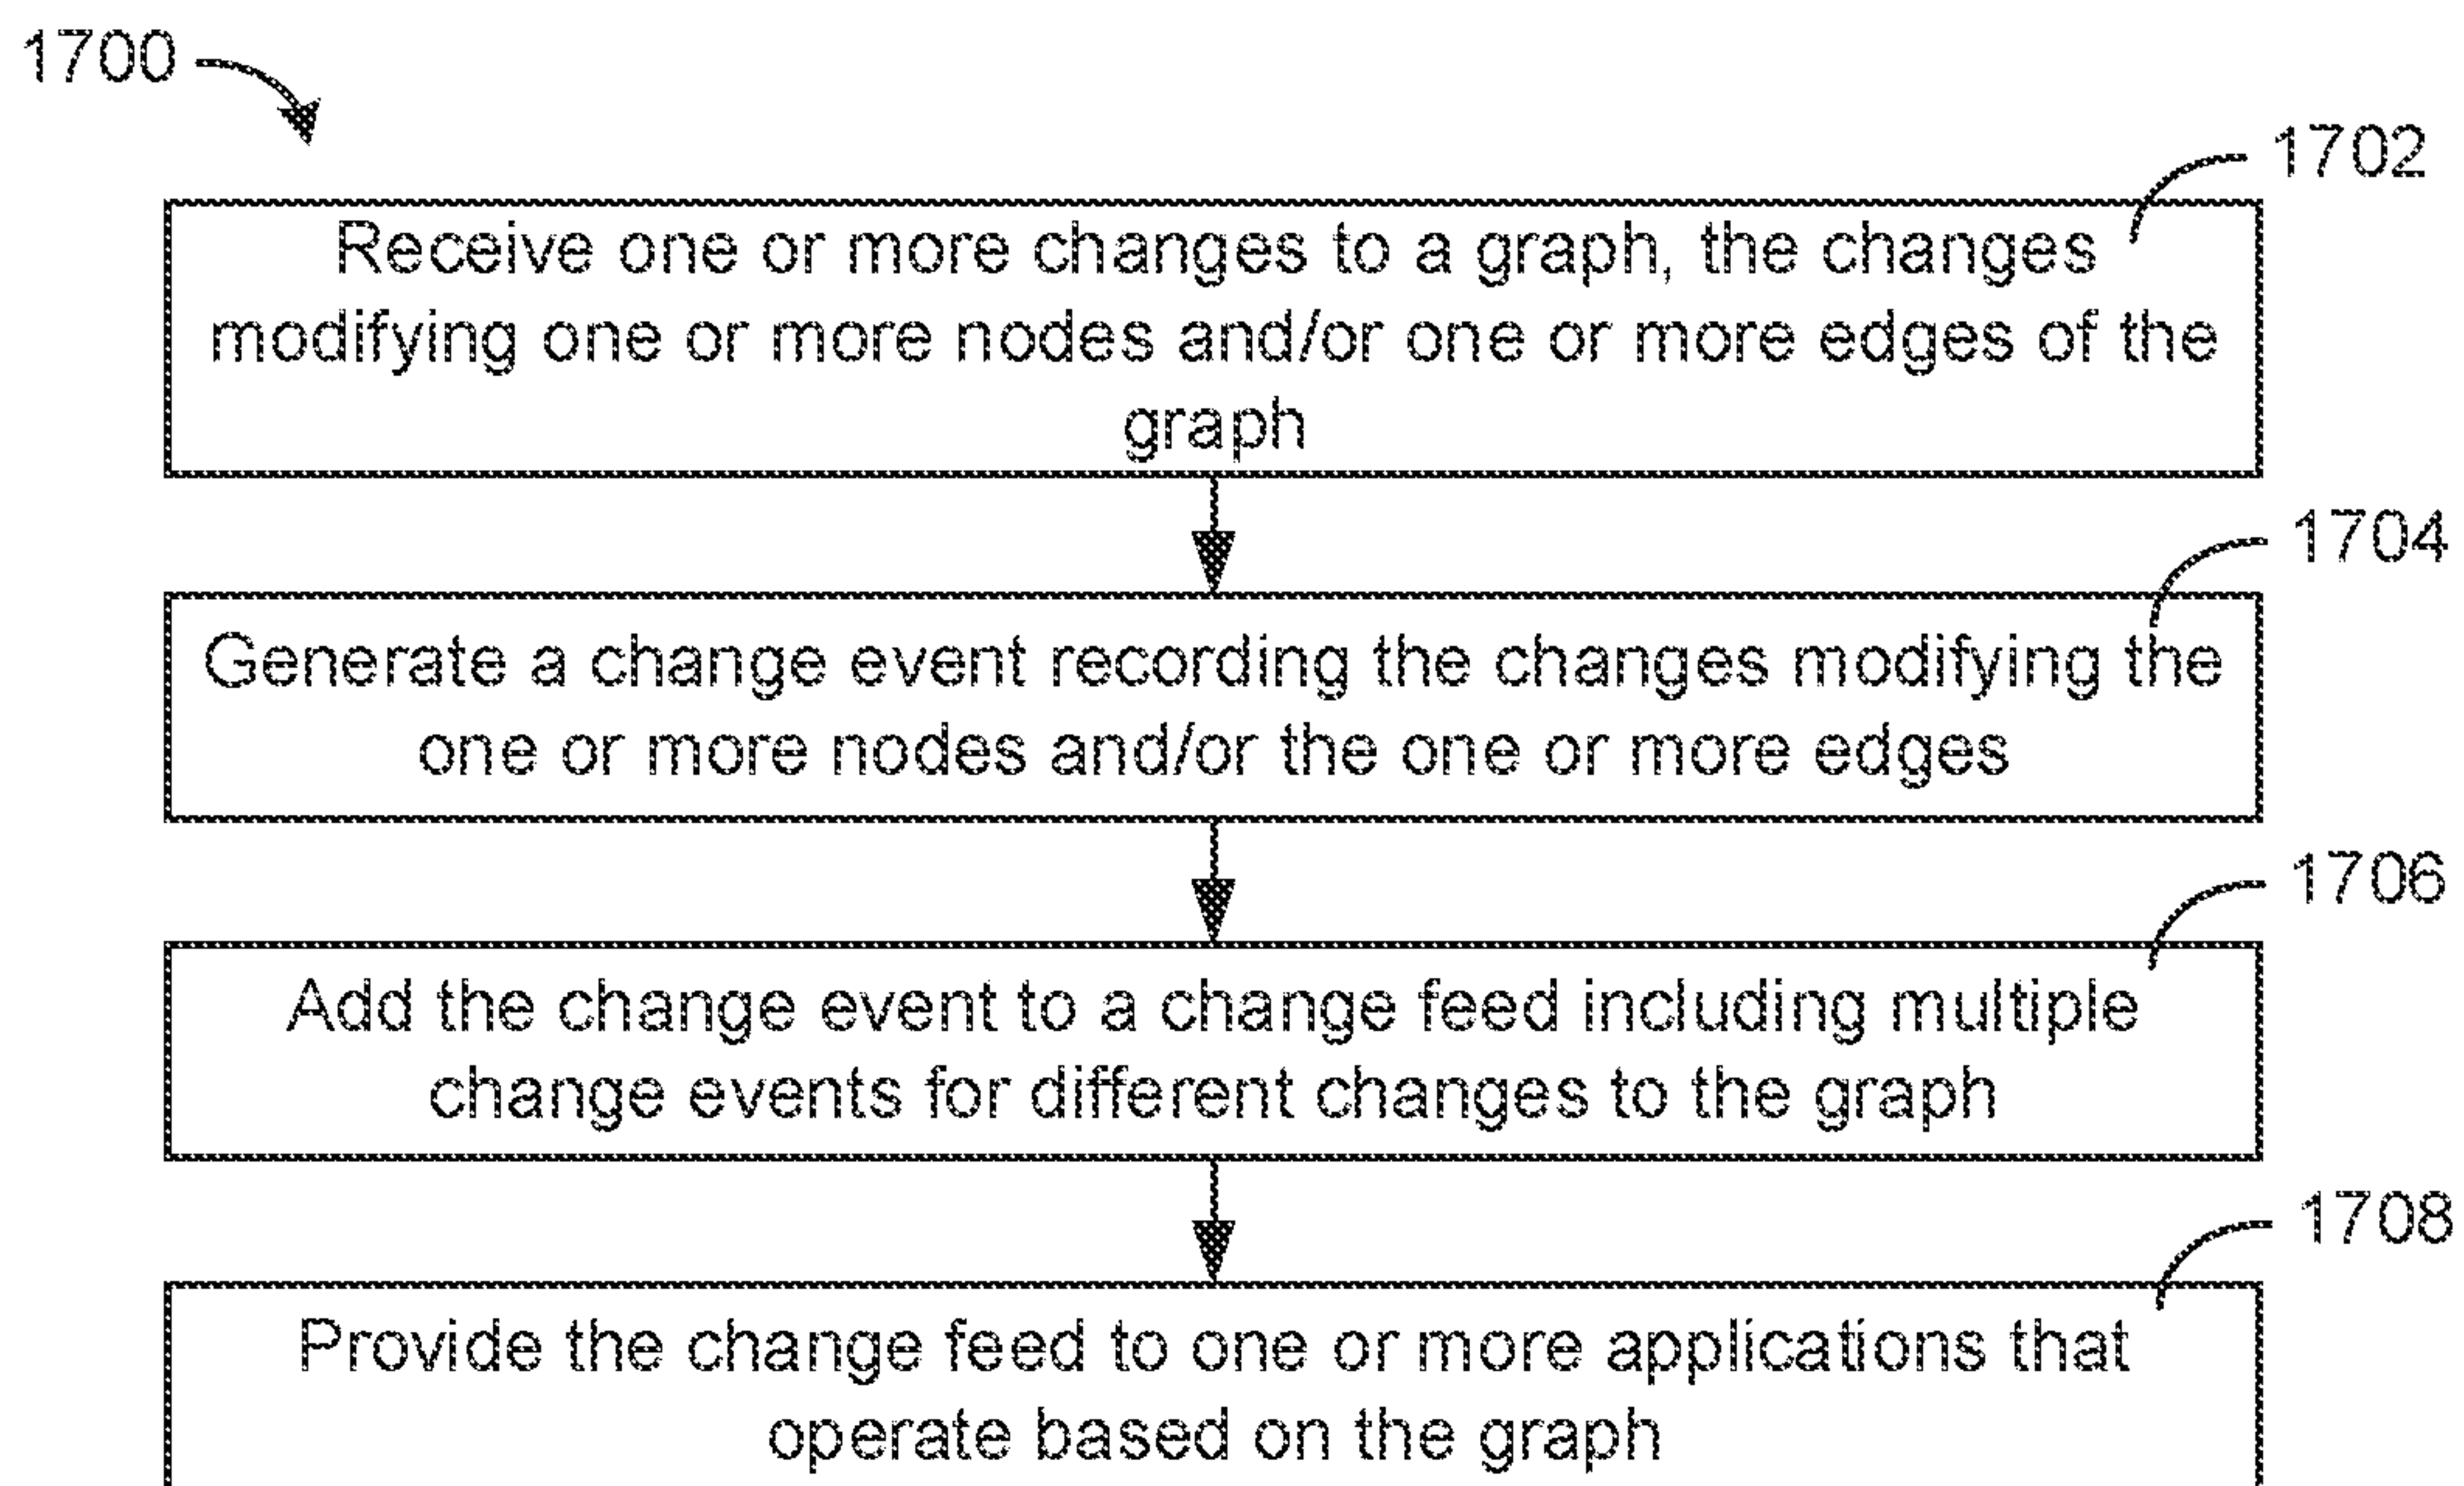 1700
1702
Receive one or more changes to a graph, the changes
modifying one or more nodes and/or one or more edges of the
graph
1704
Generate a change event recording the changes modifying the
one or more nodes and/or the one or more edges
1706
Add the change event to a change feed including multiple
change events for different changes to the graph
1708
Provide the change feed to one or more applications that
operate based on the graph